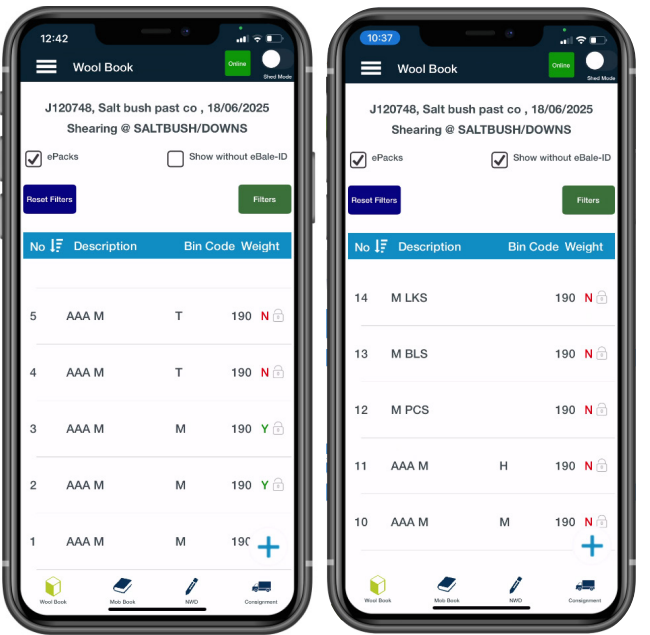 12:42
Wool Book
Online
Shed Mode
J120748, Salt bush past co , 18/06/2025
Shearing @ SALTBUSH/DOWNS
ePacks
Show without eBale-ID
Reset Filters
Filters
No Description Bin Code Weight
5 AAA M T 190 N
4 AAA M T 190 N
3 AAA M M 190 Y
2 AAA M M 190 Y
1 AAA M M 190
Wool Book Mob Book NWD Consignment
10:37
Wool Book
Online
Shed Mode
J120748, Salt bush past co , 18/06/2025
Shearing @ SALTBUSH/DOWNS
ePacks
Show without eBale-ID
Reset Filters
Filters
No Description Bin Code Weight
14 M LKS 190 N
13 M BLS 190 N
12 M PCS 190 N
11 AAA M H 190 N
10 AAA M M 190 N
Wool Book Mob Book NWD Consignment